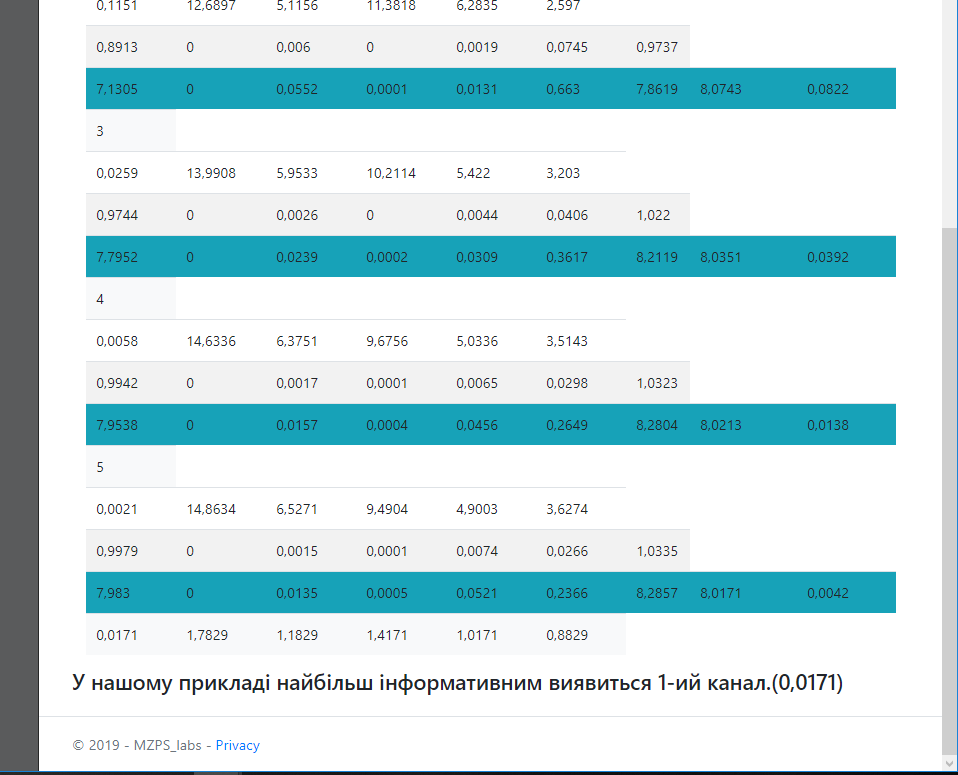 0,1151 12,6897 5,1156 11,3818 6,2835 2,597
0,8913 0 0,006 0 0,0019 0,0745 0,9737
7,1305 0 0,0552 0,0001 0,0131 0,663 7,8619 8,0743 0,0822
3
0,0259 13,9908 5,9533 10,2114 5,422 3,203
0,9744 0 0,0026 0 0,0044 0,0406 1,022
7,7952 0 0,0239 0,0002 0,0309 0,3617 8,2119 8,0351 0,0392
4
0,0058 14,6336 6,3751 9,6756 5,0336 3,5143
0,9942 0 0,0017 0,0001 0,0065 0,0298 1,0323
7,9538 0 0,0157 0,0004 0,0456 0,2649 8,2804 8,0213 0,0138
5
0,0021 14,8634 6,5271 9,4904 4,9003 3,6274
0,9979 0 0,0015 0,0001 0,0074 0,0266 1,0335
7,983 0 0,0135 0,0005 0,0521 0,2366 8,2857 8,0171 0,0042
0,0171 1,7829 1,1829 1,4171 1,0171 0,8829
У нашому прикладі найбільш інформативним виявиться 1-ий канал.(0,0171)
© 2019 - MZPS_labs - Privacy